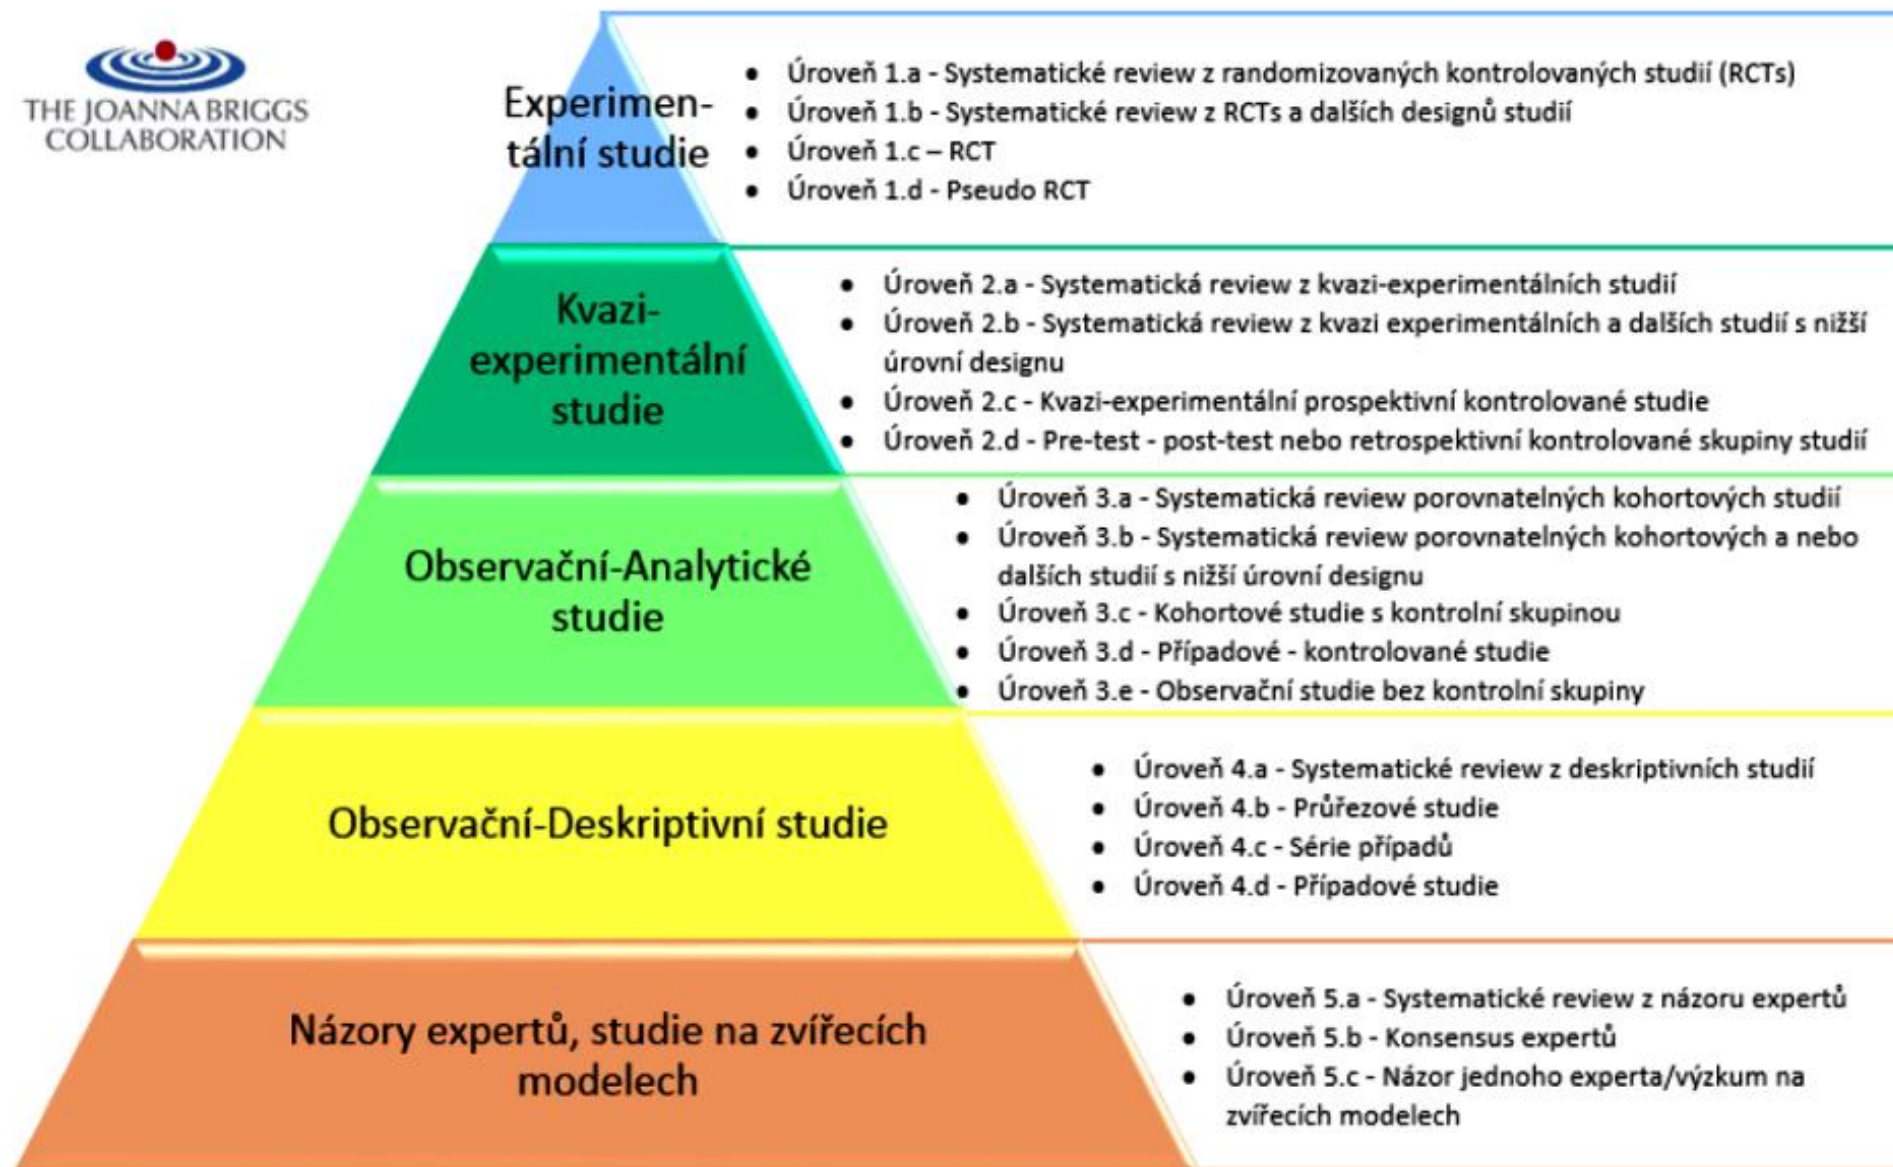 THE JOANNA BRIGGS
COLLABORATION
Experimen-
tální studie
• Úroveň 1.a - Systematické review z randomizovaných kontrolovaných studií (RCTs)
• Úroveň 1.b - Systematické review z RCTs a dalších designů studií
• Úroveň 1.c – RCT
• Úroveň 1.d - Pseudo RCT
Kvazi-
experimentální
studie
• Úroveň 2.a - Systematická review z kvazi-experimentálních studií
• Úroveň 2.b - Systematická review z kvazi experimentálních a dalších studií s nižší
úrovní designu
• Úroveň 2.c - Kvazi-experimentální prospektivní kontrolované studie
• Úroveň 2.d - Pre-test - post-test nebo retrospektivní kontrolované skupiny studií
Observační-Analytické
studie
• Úroveň 3.a - Systematická review porovnatelných kohortových studií
• Úroveň 3.b - Systematická review porovnatelných kohortových a nebo
dalších studií s nižší úrovní designu
• Úroveň 3.c - Kohortové studie s kontrolní skupinou
• Úroveň 3.d - Případové - kontrolované studie
• Úroveň 3.e - Observační studie bez kontrolní skupiny
Observační-Deskriptivní studie
• Úroveň 4.a - Systematické review z deskriptivních studií
• Úroveň 4.b - Průřezové studie
• Úroveň 4.c - Série případů
• Úroveň 4.d - Případové studie
Názory expertů, studie na zvířecích
modelech
• Úroveň 5.a - Systematické review z názoru expertů
• Úroveň 5.b - Konsensus expertů
• Úroveň 5.c - Názor jednoho experta/výzkum na
zvířecích modelech